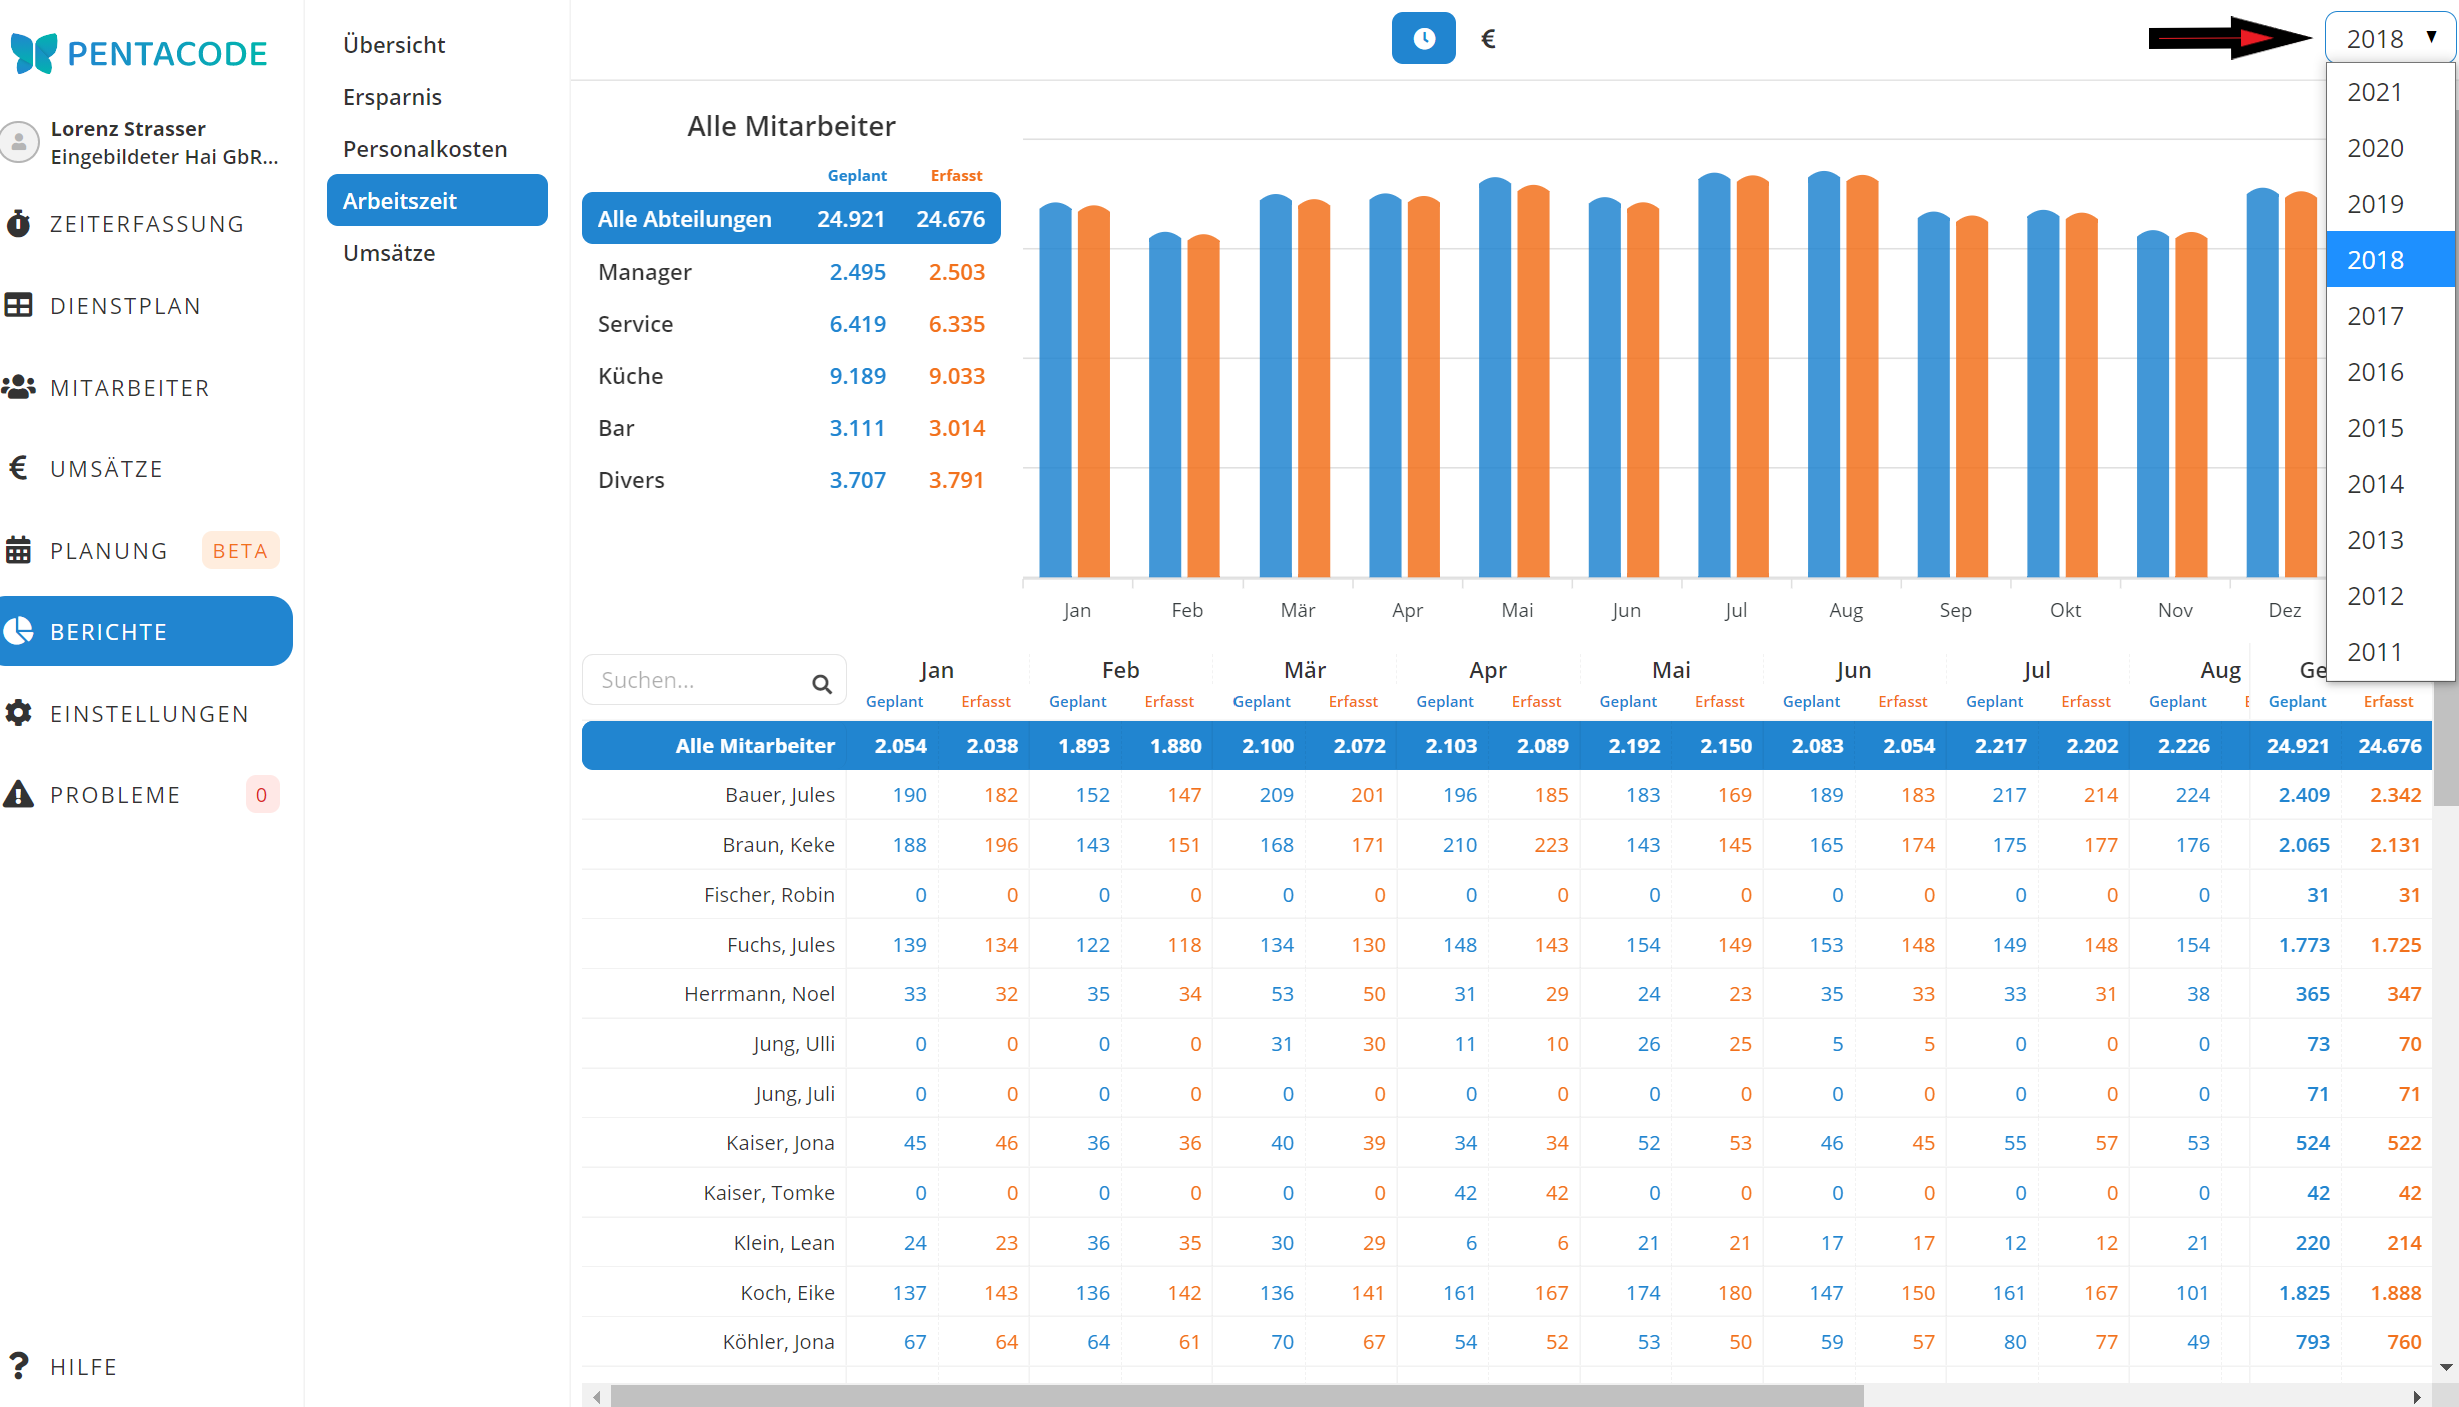 PENTACODE
Lorenz Strasser
Eingebildeter Hai GbR...
ZEITERFASSUNG
DIENSTPLAN
MITARBEITER
€ UMSÄTZE
PLANUNG BETA
BERICHTE
EINSTELLUNGEN
PROBLEME 0
? HILFE
Übersicht
Ersparnis
Personalkosten
Arbeitszeit
Umsätze
€
2018 ▼
2021
2020
2019
2018
2017
2016
2015
2014
2013
2012
2011
Alle Mitarbeiter
Geplant Erfasst
Alle Abteilungen 24.921 24.676
Manager 2.495 2.503
Service 6.419 6.335
Küche 9.189 9.033
Bar 3.111 3.014
Divers 3.707 3.791
Jan Feb Mär Apr Mai Jun Jul Aug Sep Okt Nov Dez
Suchen... Jan Feb Mär Apr Mai Jun Jul Aug Ge
Geplant Erfasst Geplant Erfasst Geplant Erfasst Geplant Erfasst Geplant Erfasst Geplant Erfasst Geplant Erfasst Geplant E Geplant Erfasst
Alle Mitarbeiter 2.054 2.038 1.893 1.880 2.100 2.072 2.103 2.089 2.192 2.150 2.083 2.054 2.217 2.202 2.226 24.921 24.676
Bauer, Jules 190 182 152 147 209 201 196 185 183 169 189 183 217 214 224 2.409 2.342
Braun, Keke 188 196 143 151 168 171 210 223 143 145 165 174 175 177 176 2.065 2.131
Fischer, Robin 0 0 0 0 0 0 0 0 0 0 0 0 0 0 0 31 31
Fuchs, Jules 139 134 122 118 134 130 148 143 154 149 153 148 149 148 154 1.773 1.725
Herrmann, Noel 33 32 35 34 53 50 31 29 24 23 35 33 33 31 38 365 347
Jung, Ulli 0 0 0 0 31 30 11 10 26 25 5 5 0 0 0 73 70
Jung, Juli 0 0 0 0 0 0 0 0 0 0 0 0 0 0 0 71 71
Kaiser, Jona 45 46 36 36 40 39 34 34 52 53 46 45 55 57 53 524 522
Kaiser, Tomke 0 0 0 0 0 0 42 42 0 0 0 0 0 0 0 42 42
Klein, Lean 24 23 36 35 30 29 6 6 21 21 17 17 12 12 21 220 214
Koch, Eike 137 143 136 142 136 141 161 167 174 180 147 150 161 167 101 1.825 1.888
Köhler, Jona 67 64 64 61 70 67 54 52 53 50 59 57 80 77 49 793 760